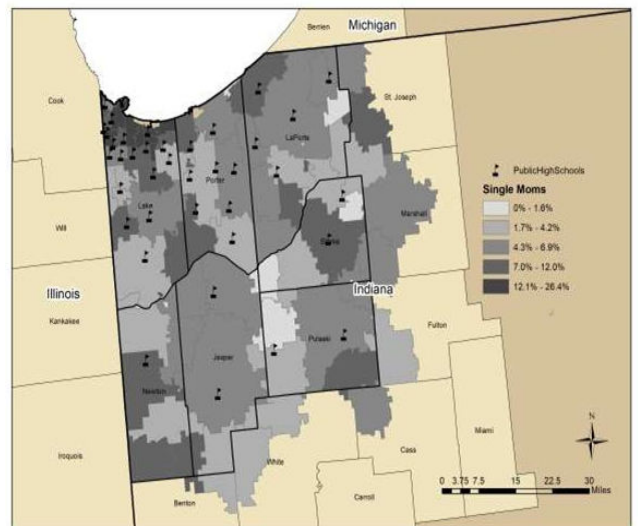 Berrien
Michigan
Cook
St. Joseph
LaPorte
Porter
PublicHighSchools
Single Moms
0% - 1.6%
1.7% - 4.2%
4.3% - 6.9%
7.0% - 12.0%
12.1% - 26.4%
Lake
Marshall
Will
Starke
Illinois
Indiana
Kankakee
Fulton
Pulaski
Jasper
Newton
Miami
N
Iroquois
White
Cass
Benton
Carroll
0 3.75 7.5 15 22.5 30
Miles